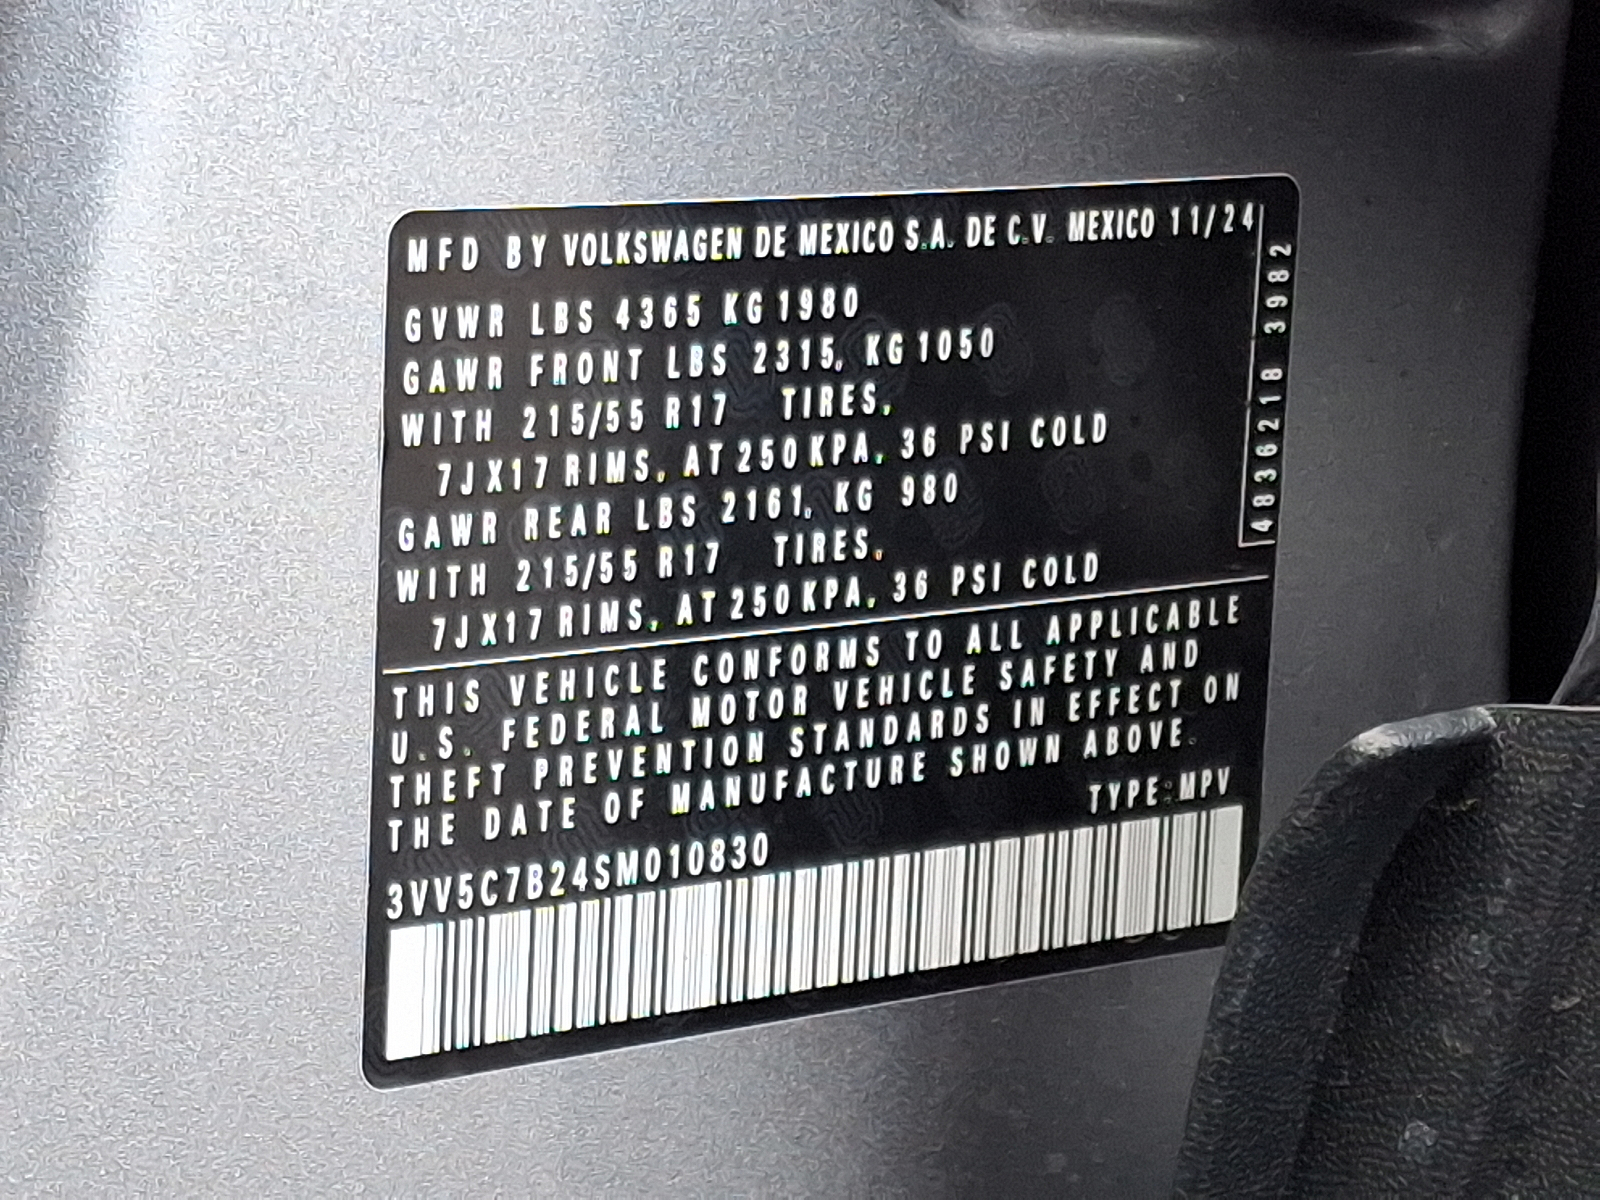 MFD BY VOLKSWAGEN DE MEXICO S.A. DE C.V. MEXICO 11/24
GVWR LBS 4365 KG 1980
GAWR FRONT LBS 2315, KG 1050
WITH 215/55 R17 TIRES,
7JX17 RIMS, AT 250 KPA, 36 PSI COLD
GAWR REAR LBS 2161, KG 980
WITH 215/55 R17 TIRES,
7JX17 RIMS, AT 250 KPA, 36 PSI COLD
4836218 3982
THIS VEHICLE CONFORMS TO ALL APPLICABLE
U.S. FEDERAL MOTOR VEHICLE SAFETY AND
THEFT PREVENTION STANDARDS IN EFFECT ON
THE DATE OF MANUFACTURE SHOWN ABOVE.
TYPE:MPV
3VV5C7B24SM010830